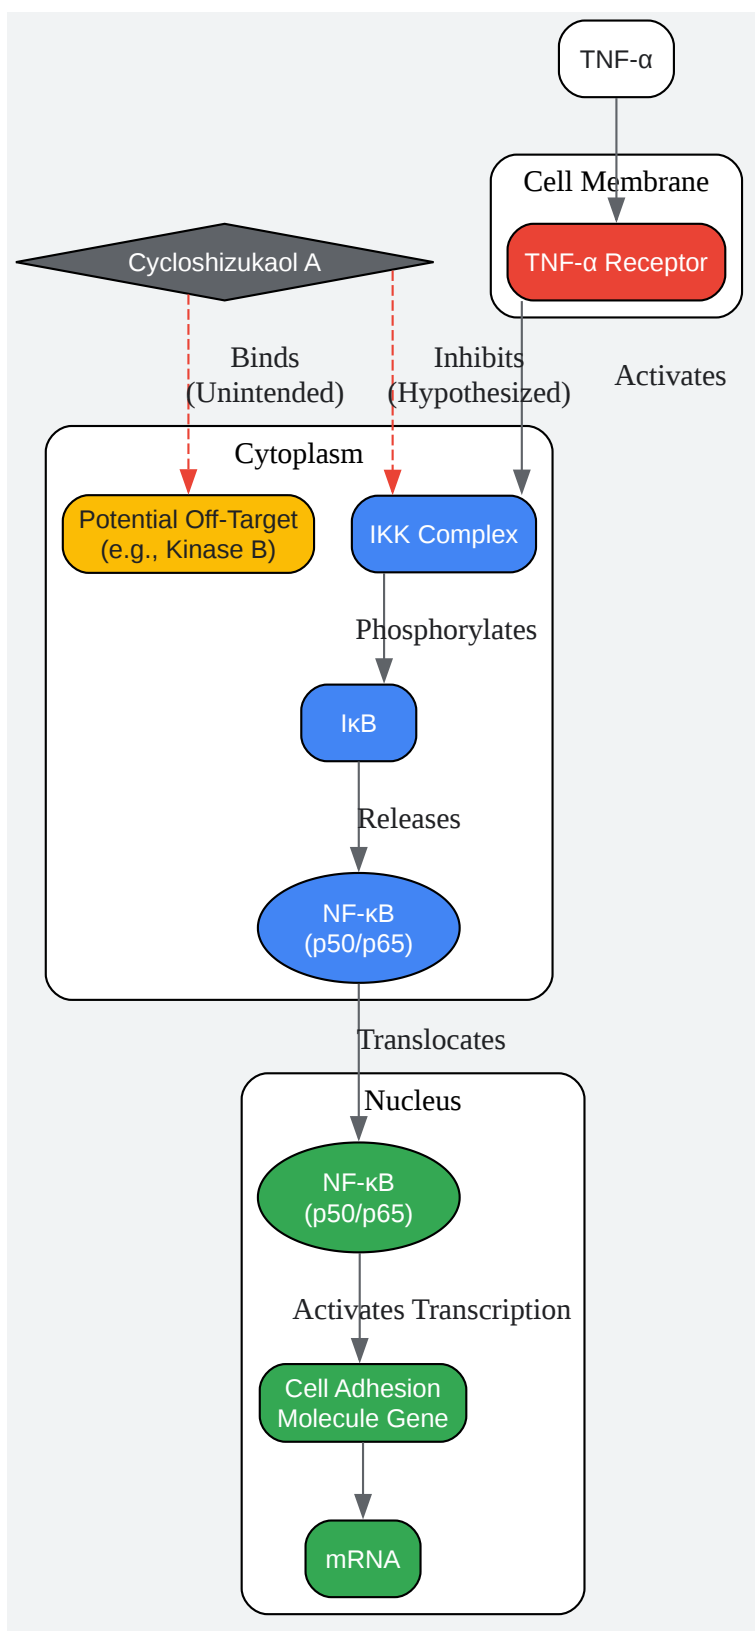 TNF-α
Cell Membrane
TNF-α Receptor
Cycloshizukaol A
Binds
(Unintended)
Inhibits
(Hypothesized)
Activates
Cytoplasm
Potential Off-Target
(e.g., Kinase B)
IKK Complex
Phosphorylates
IκB
Releases
NF-κB
(p50/p65)
Translocates
Nucleus
NF-κB
(p50/p65)
Activates Transcription
Cell Adhesion
Molecule Gene
mRNA